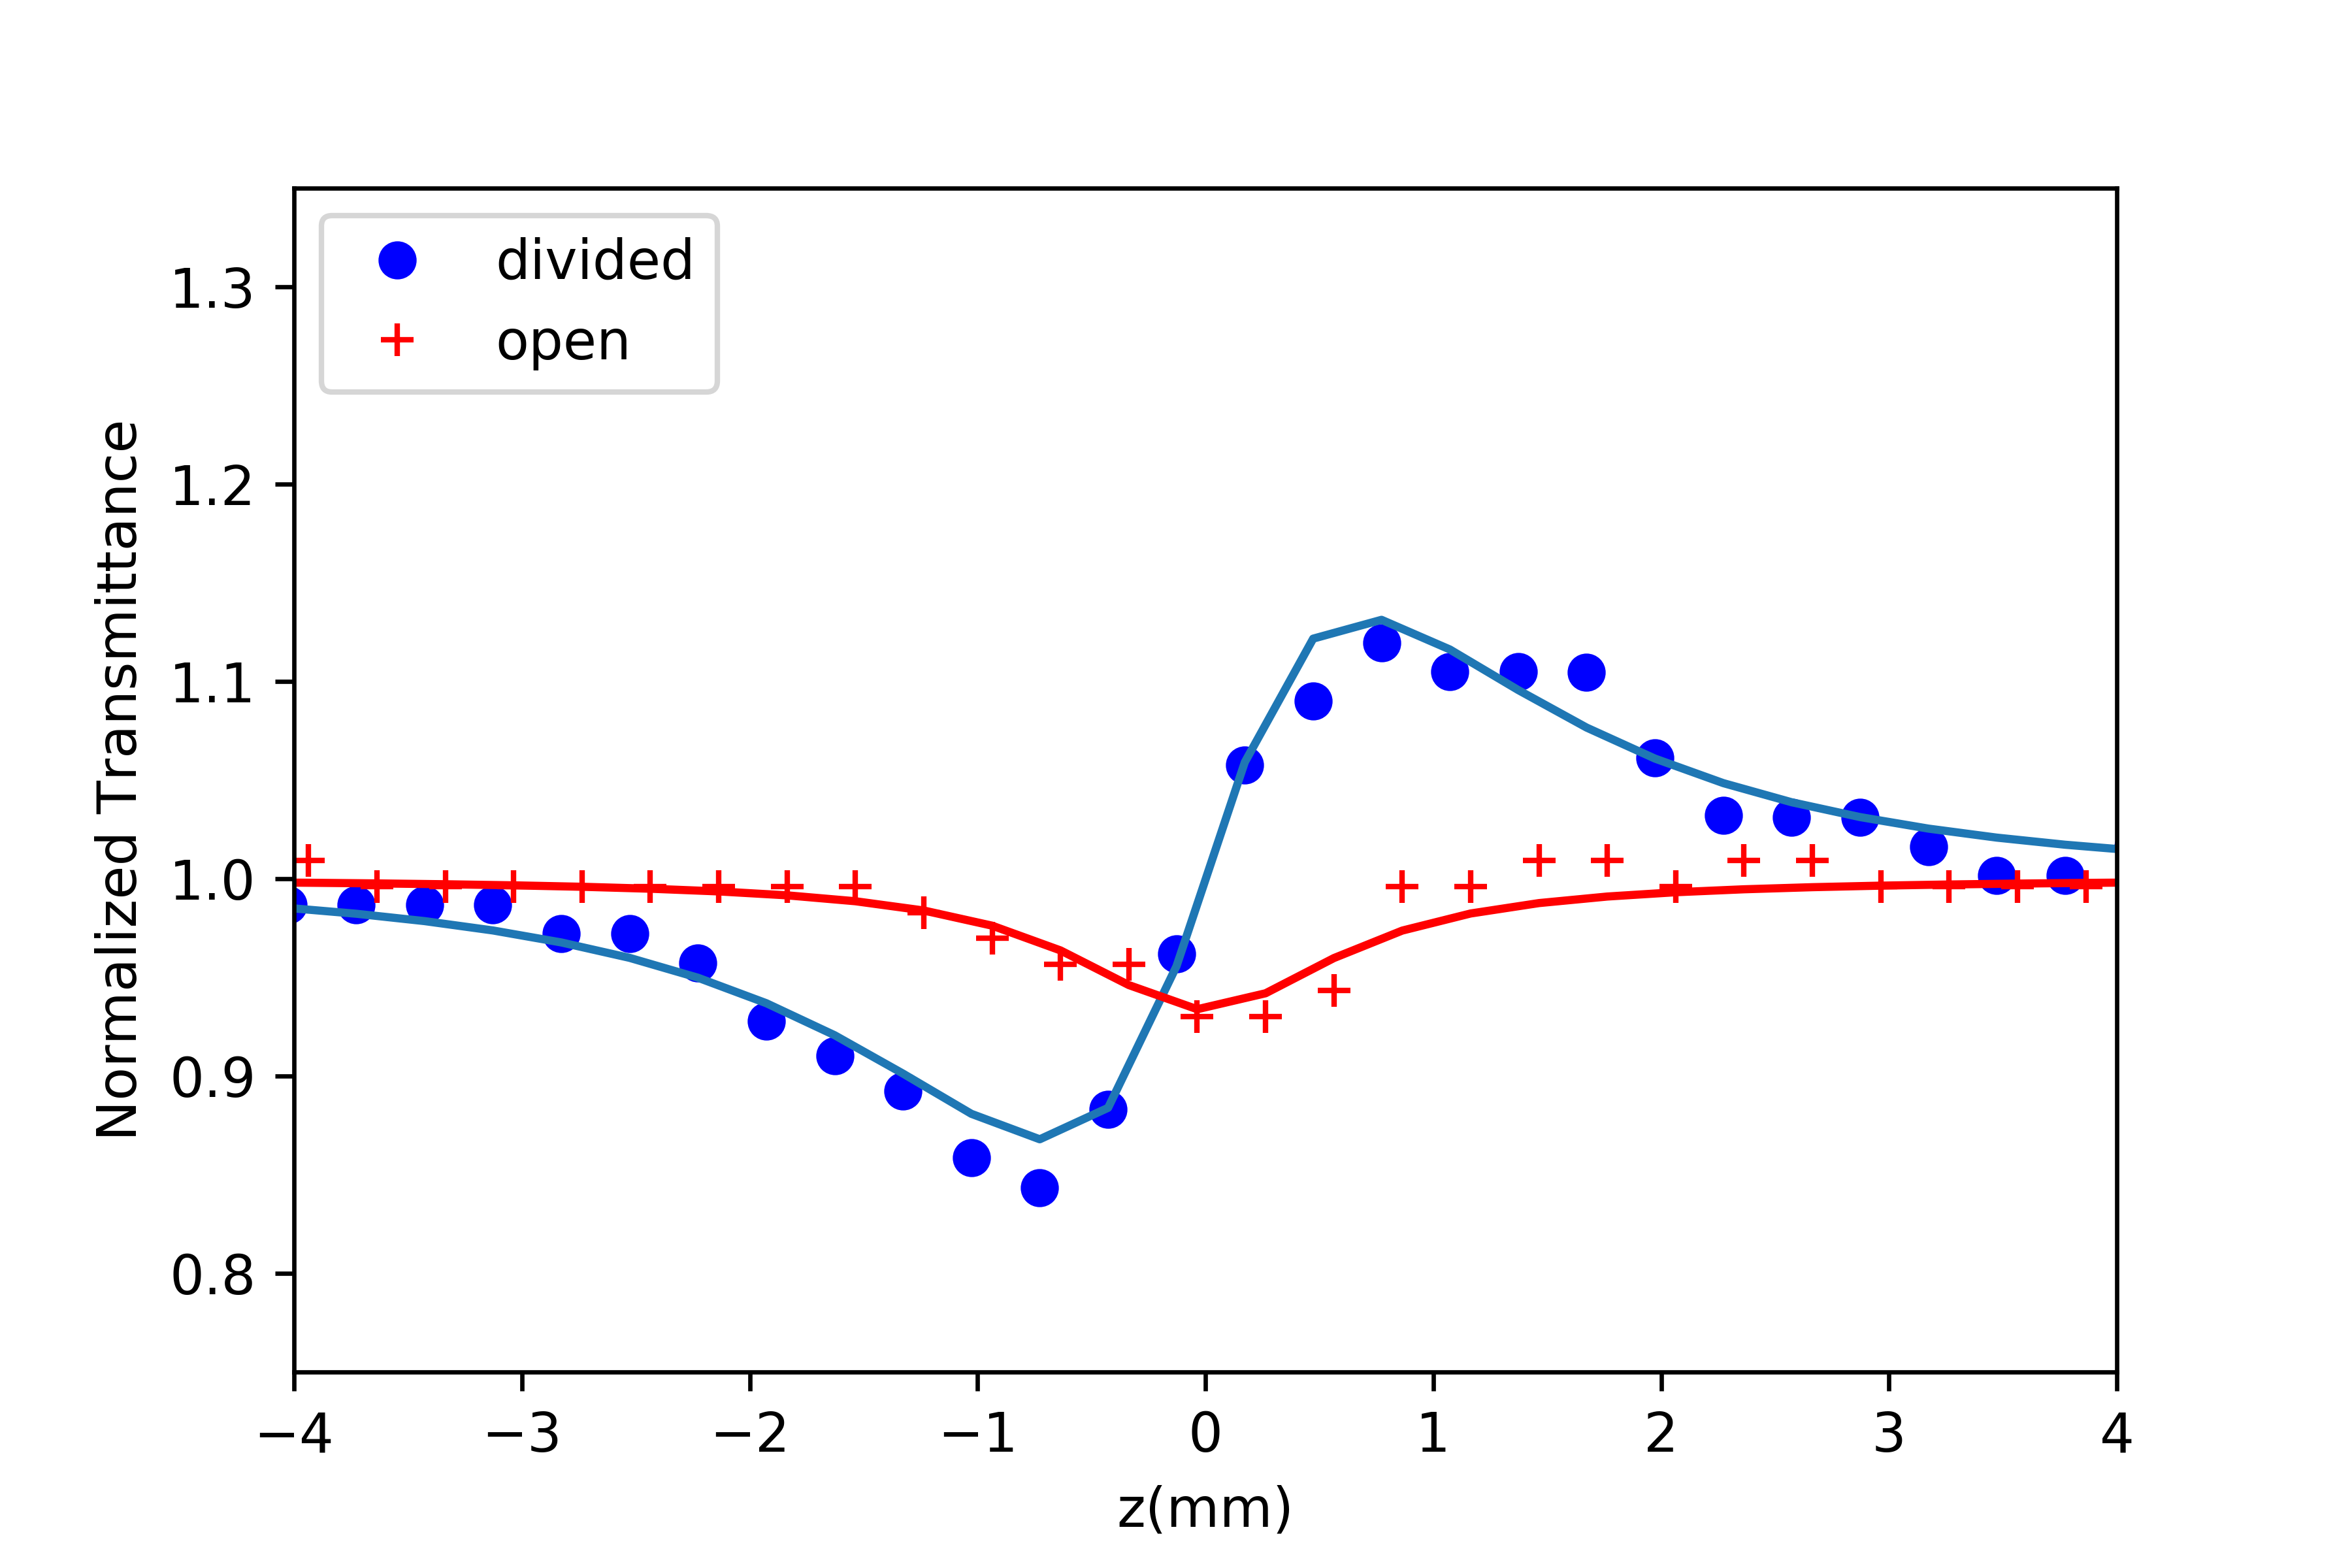 divided
open
Normalized Transmittance
1.3
1.2
1.1
1.0
0.9
0.8
−4 −3 −2 −1 0 1 2 3 4
z(mm)